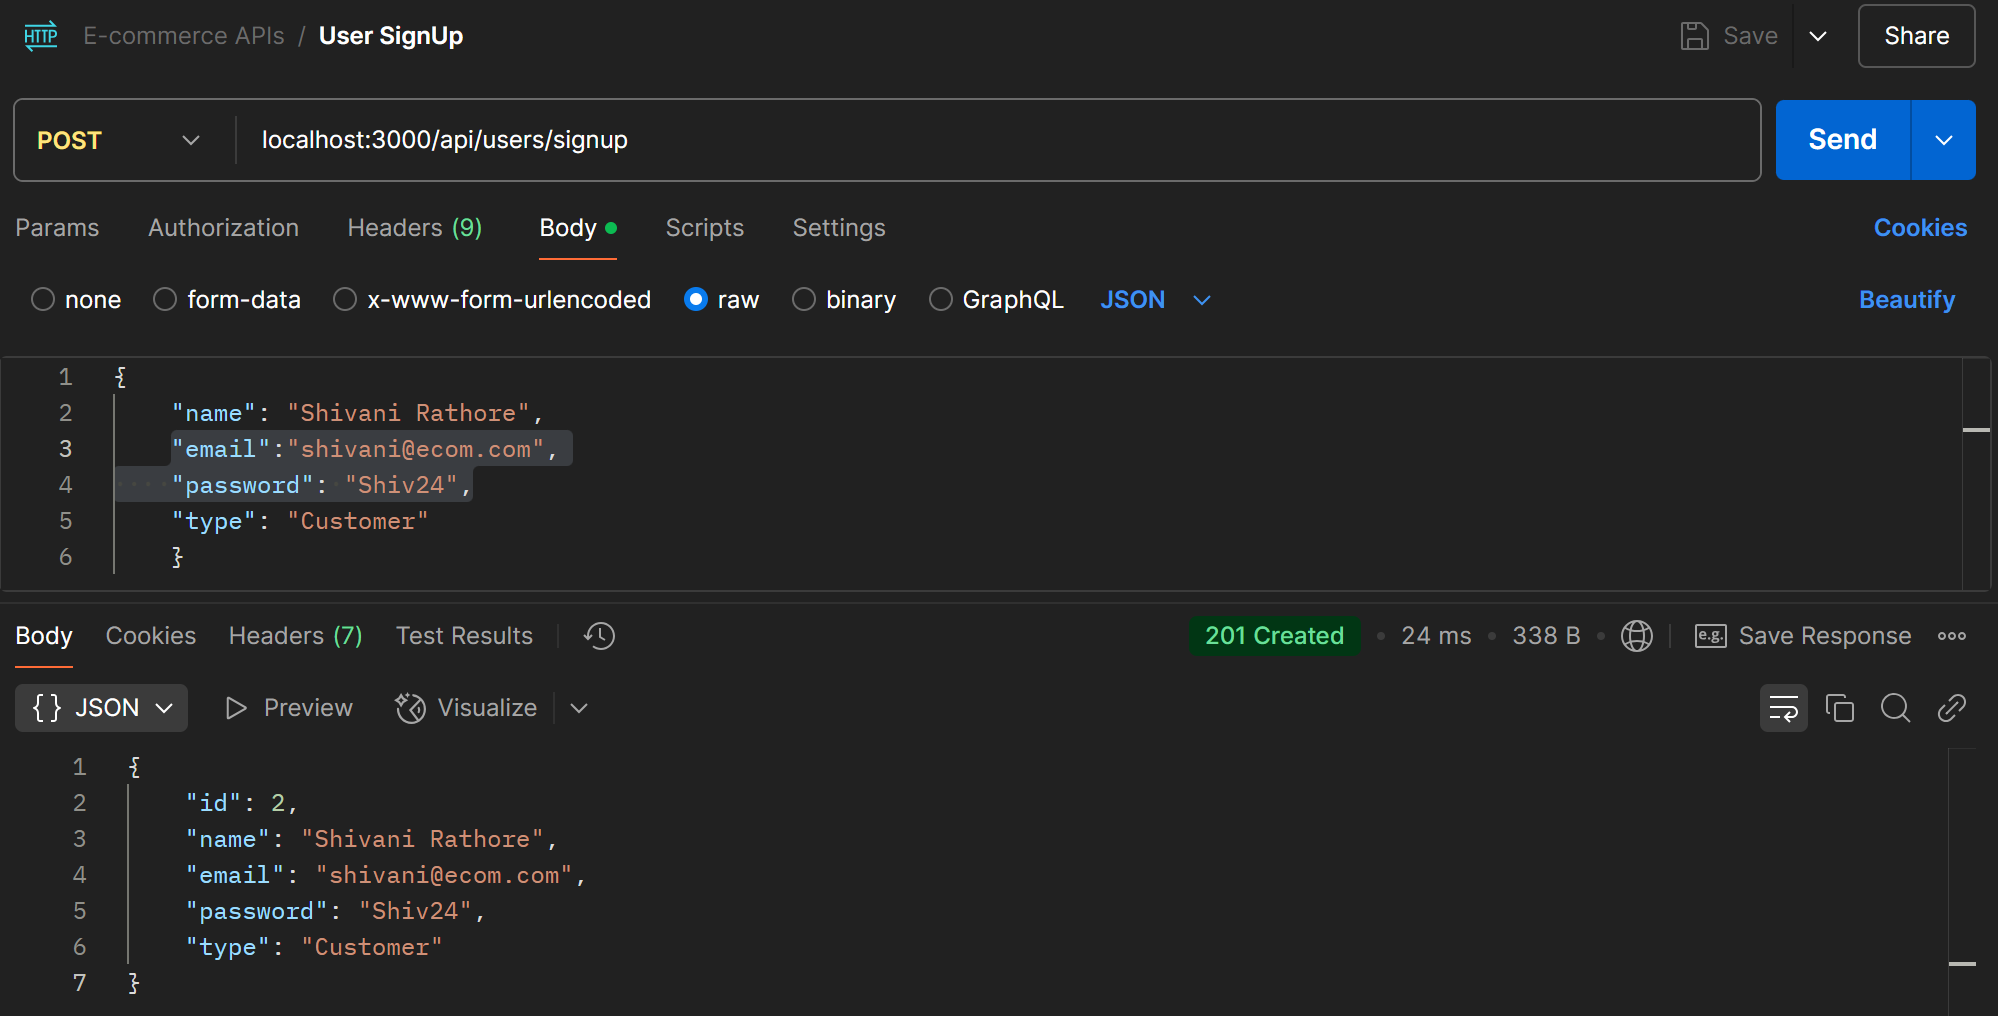 HTTP E-commerce APIs / User SignUp Save Share
POST localhost:3000/api/users/signup Send
Params Authorization Headers (9) Body Scripts Settings Cookies
none form-data x-www-form-urlencoded raw binary GraphQL JSON Beautify
1 {
2 "name": "Shivani Rathore",
3 "email":"shivani@ecom.com",
4 ····"password":·"Shiv24",
5 "type": "Customer"
6 }
Body Cookies Headers (7) Test Results 201 Created • 24 ms • 338 B • e.g. Save Response
{} JSON Preview Visualize
1 {
2 "id": 2,
3 "name": "Shivani Rathore",
4 "email": "shivani@ecom.com",
5 "password": "Shiv24",
6 "type": "Customer"
7 }